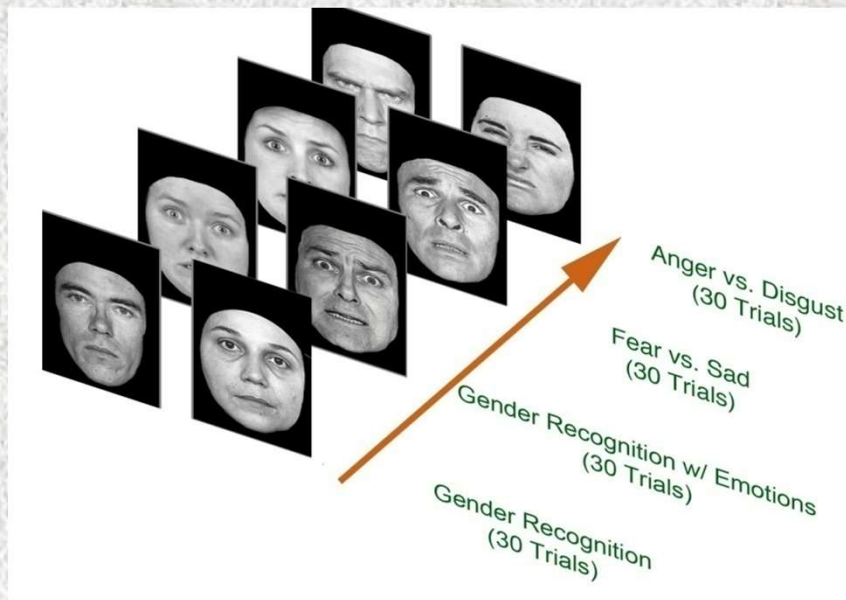 Anger vs. Disgust
(30 Trials)
Fear vs. Sad
(30 Trials)
Gender Recognition w/ Emotions
(30 Trials)
Gender Recognition
(30 Trials)